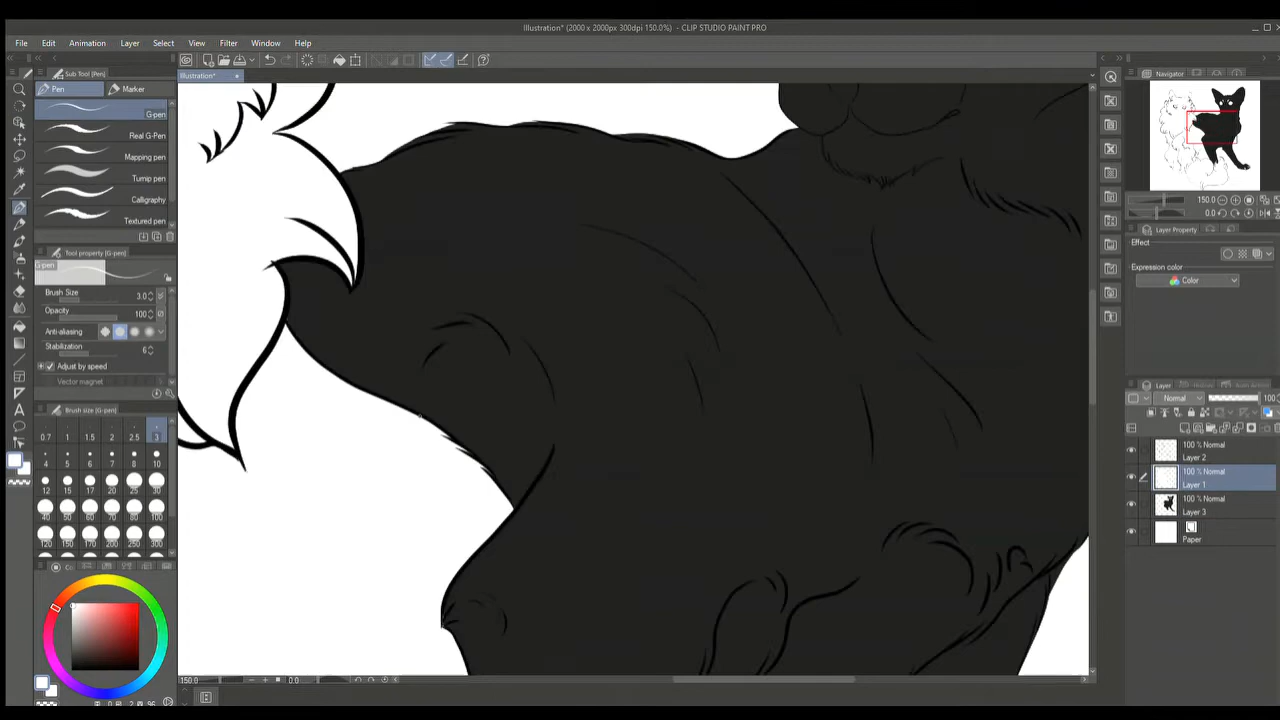 Illustration* (2000 x 2000px 300dpi 150.0%) - CLIP STUDIO PAINT PRO
File Edit Animation Layer Select View Filter Window Help
Sub Tool [Pen]
Illustration*
Navigator
Pen Marker
G-pen
Real G-Pen
Mapping pen
Turnip pen
Calligraphy
Textured pen
150.0
0.0
Layer Property
Effect
Expression color
Color
Tool property [G-pen]
G-pen
Brush Size 3.0
Opacity 100
Anti-aliasing
Stabilization 6
Adjust by speed
Vector magnet
Layer
Normal 100
Brush size [G-pen]
0.7 1 1.5 2 2.5 3
4 5 6 7 8 10
12 15 17 20 25 30
40 50 60 70 80 100
120 150 170 200 250 300
100 % Normal
Layer 2
100 % Normal
Layer 1
100 % Normal
Layer 3
Paper
150.0 0.0